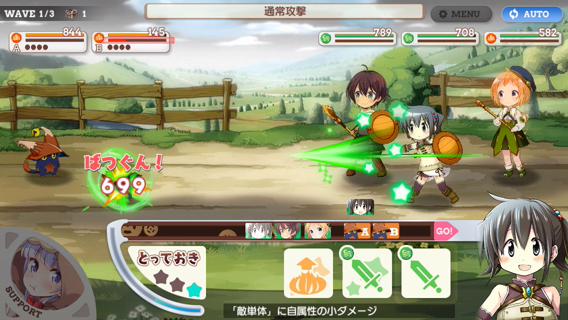 WAVE 1/3 1
通常攻撃
MENU
AUTO
844
A
145
B
789
708
582
ばつぐん!
699
A B GO!
とっておき
SUPPORT
「敵単体」に自属性の小ダメージ